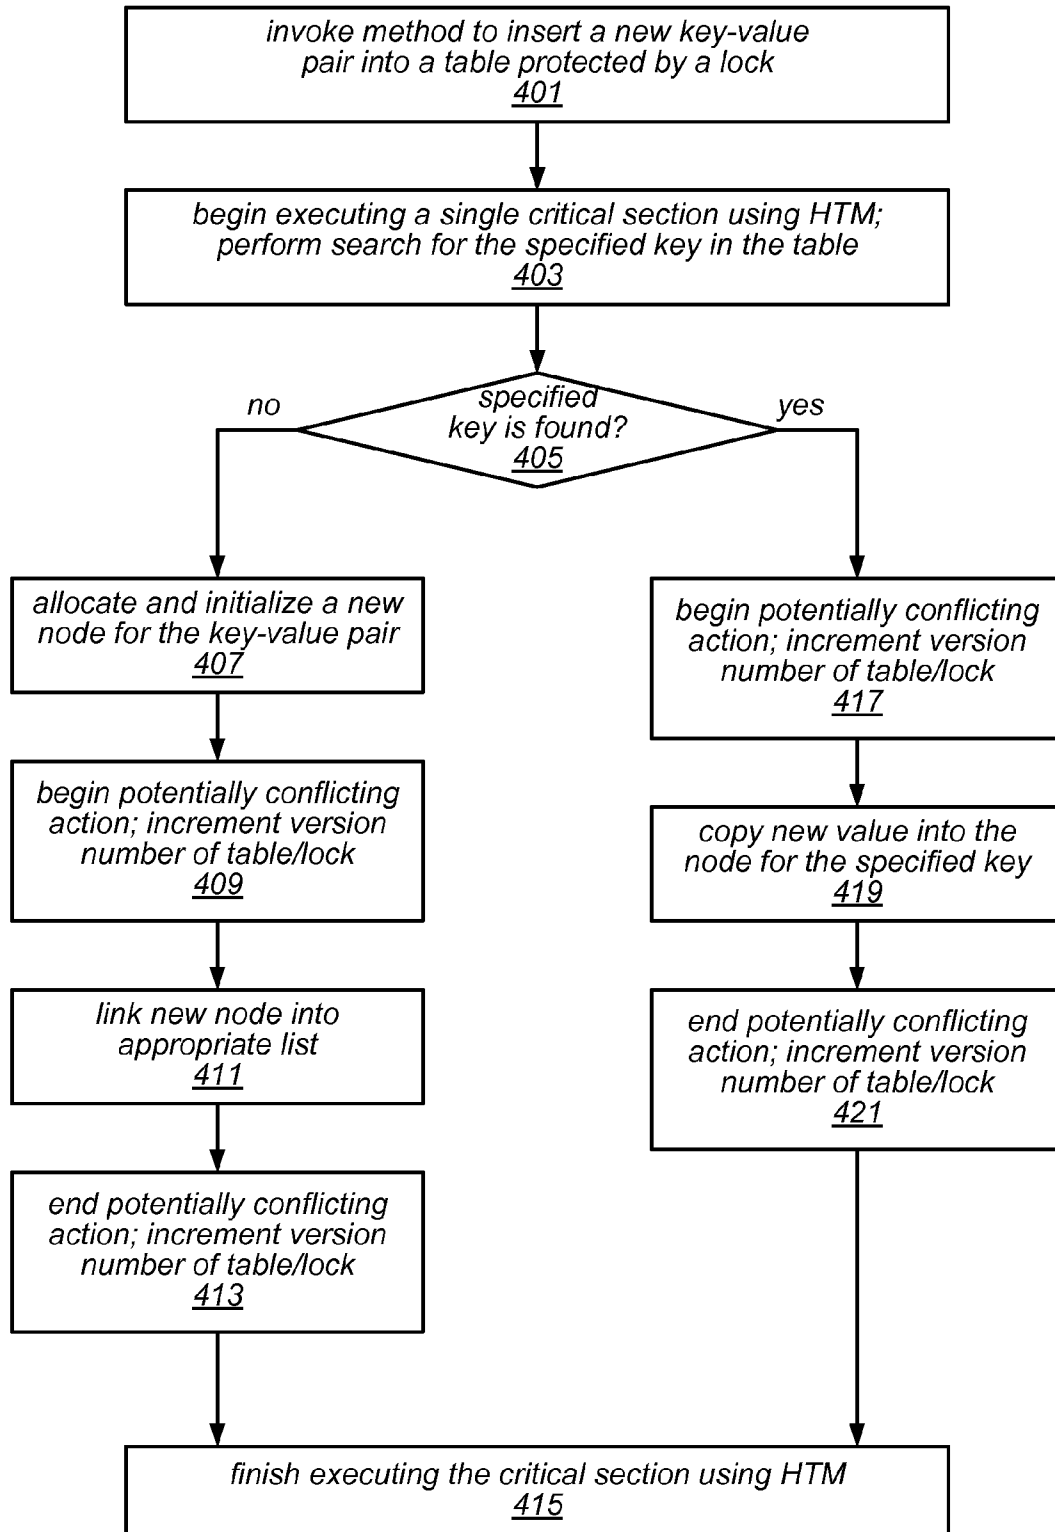 invoke method to insert a new key-value
pair into a table protected by a lock
401
begin executing a single critical section using HTM;
perform search for the specified key in the table
403
specified
key is found?
405
no
yes
allocate and initialize a new
node for the key-value pair
407
begin potentially conflicting
action; increment version
number of table/lock
409
link new node into
appropriate list
411
end potentially conflicting
action; increment version
number of table/lock
413
begin potentially conflicting
action; increment version
number of table/lock
417
copy new value into the
node for the specified key
419
end potentially conflicting
action; increment version
number of table/lock
421
finish executing the critical section using HTM
415